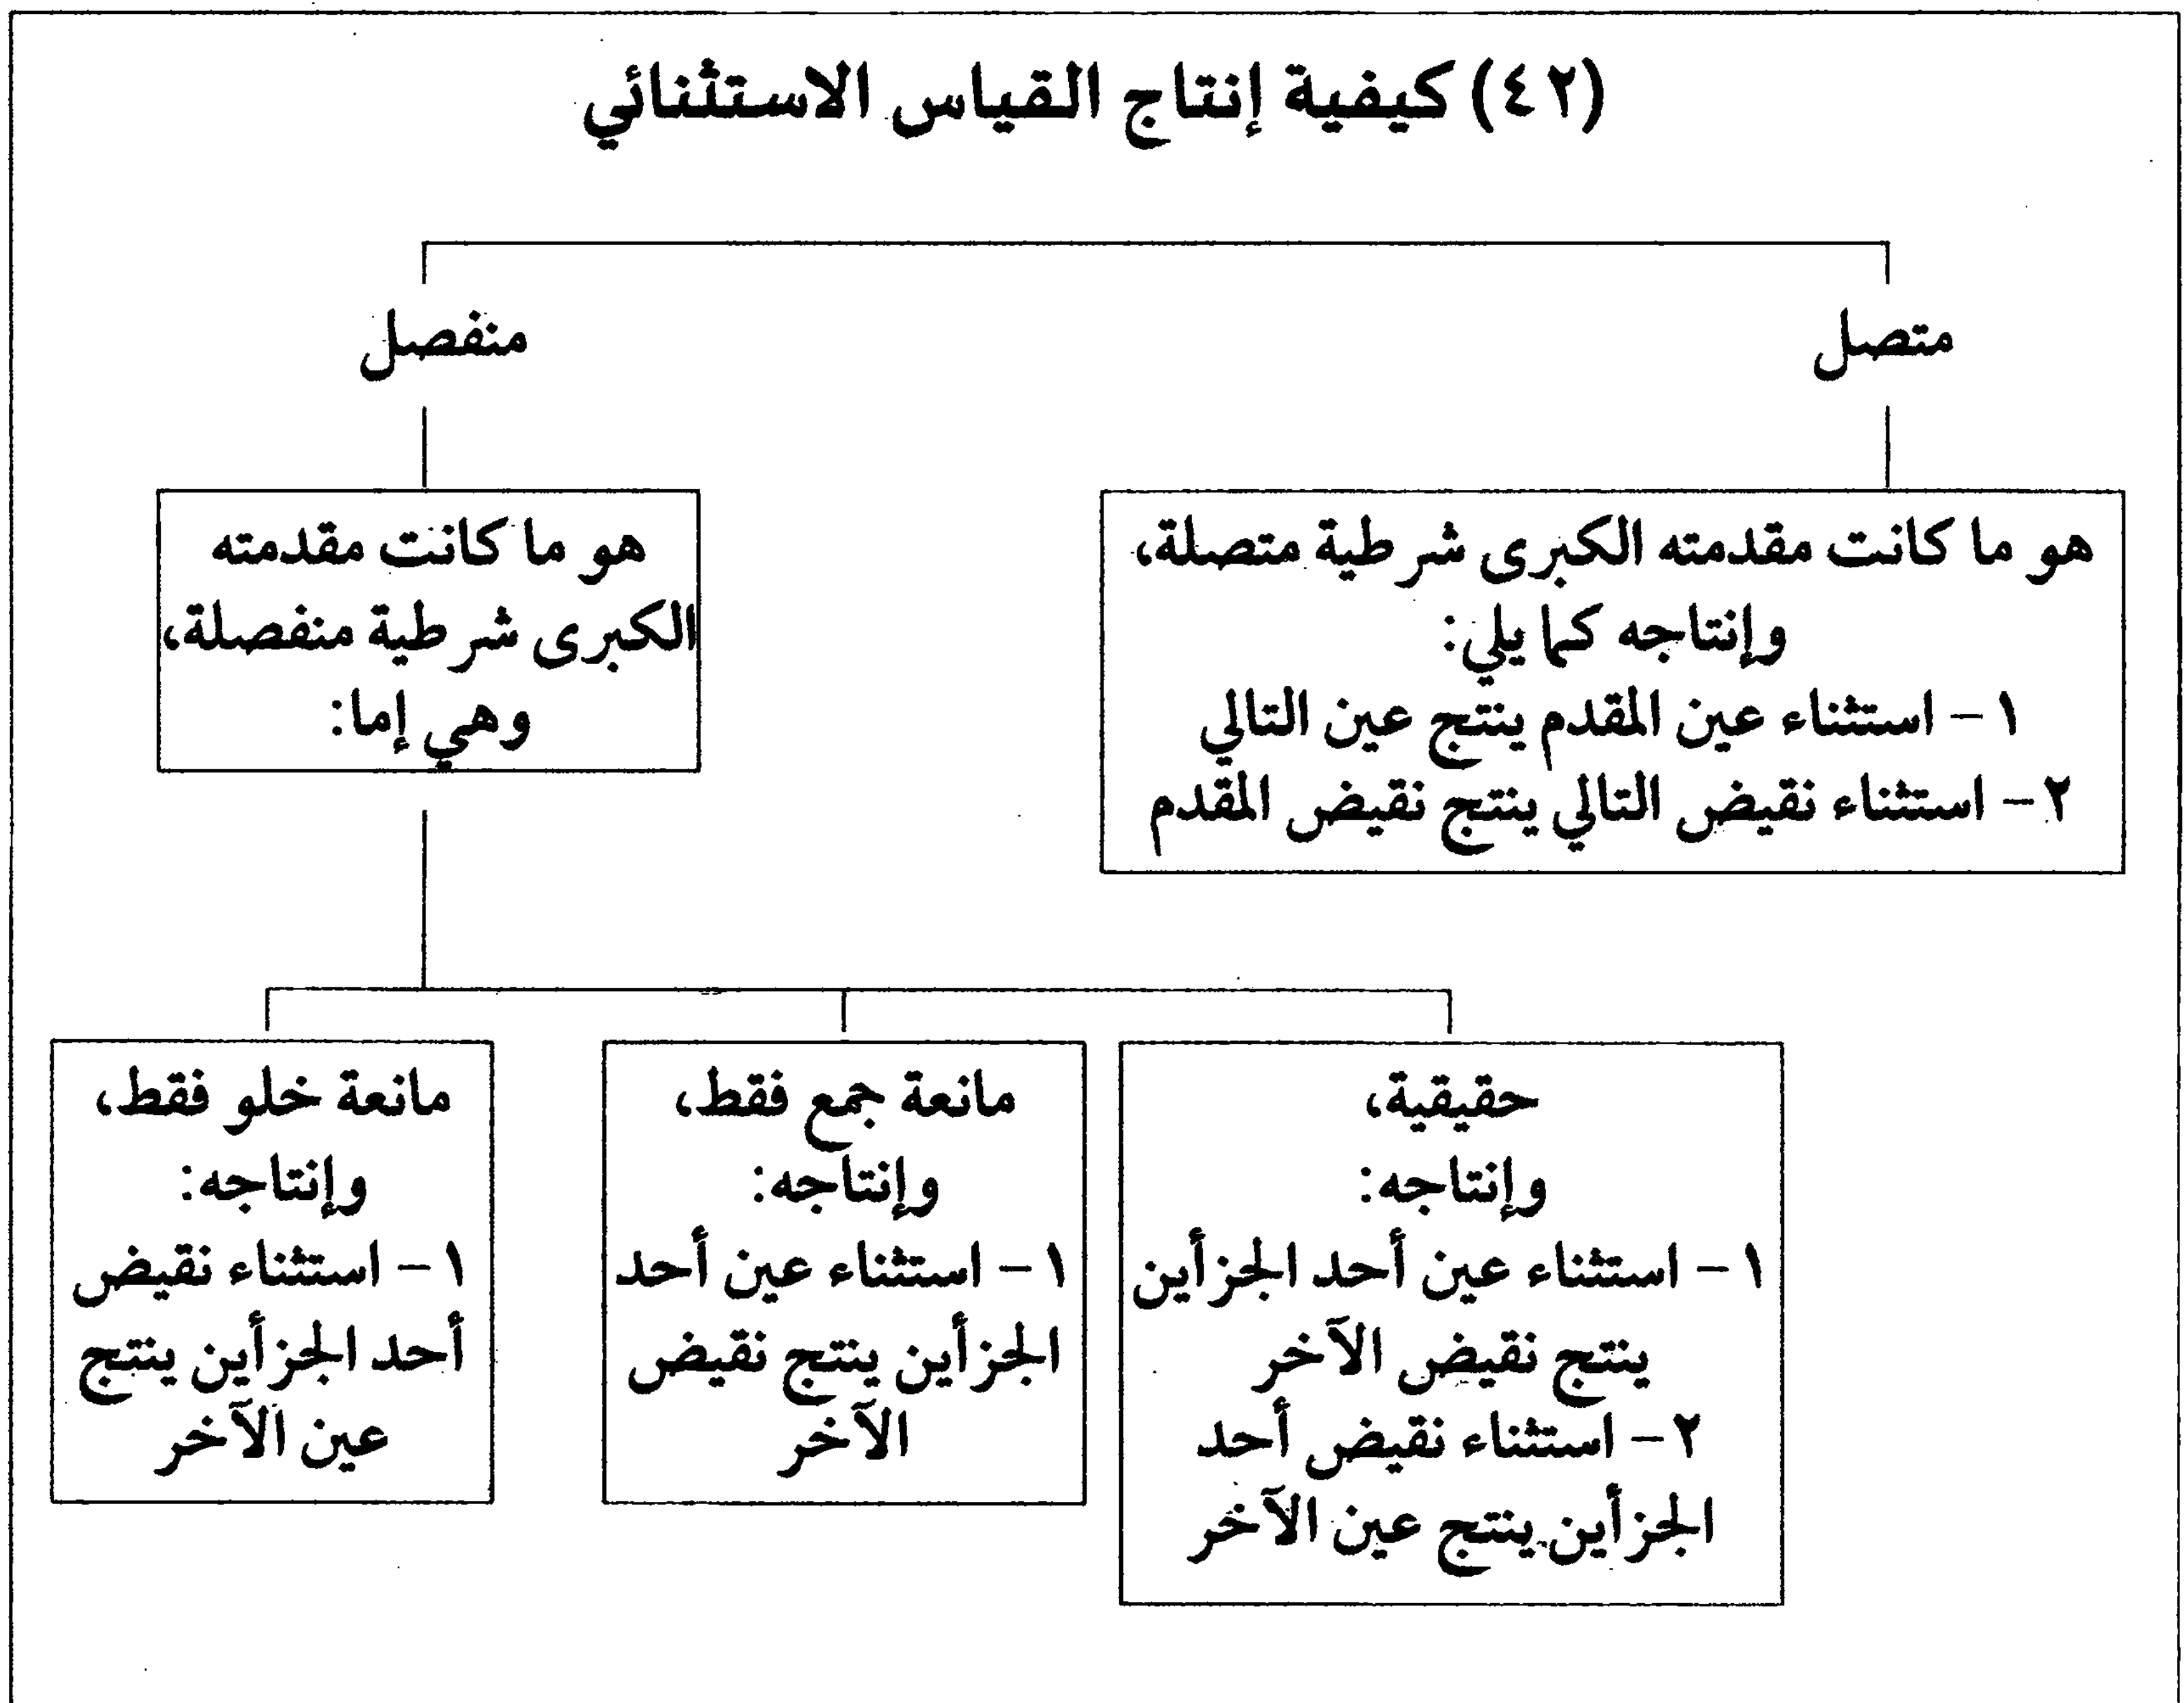 (٤٢) كيفية إنتاج القياس الاستثنائي
متصل
هو ما كانت مقدمته الكبرى شرطية متصلة،
وإنتاجه كما يلي:
١ – استثناء عين المقدم ينتج عين التالي
٢ – استثناء نقيض التالي ينتج نقيض المقدم
منفصل
هو ما كانت مقدمته
الكبرى شرطية منفصلة،
وهي إما:
حقيقية،
وإنتاجه:
١ – استثناء عين أحد الجزأين
ينتج نقيض الآخر
٢ – استثناء نقيض أحد
الجزأين ينتج عين الآخر
مانعة جمع فقط،
وإنتاجه:
١ – استثناء عين أحد
الجزأين ينتج نقيض
الآخر
مانعة خلو فقط،
وإنتاجه:
١ – استثناء نقيض
أحد الجزأين ينتج
عين الآخر